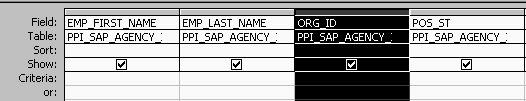 Field: EMP_FIRST_NAME EMP_LAST_NAME ORG_ID POS_ST
Table: PPI_SAP_AGENCY_ PPI_SAP_AGENCY_ PPI_SAP_AGENCY_ PPI_SAP_AGENCY_
Sort:
Show:
Criteria:
or: